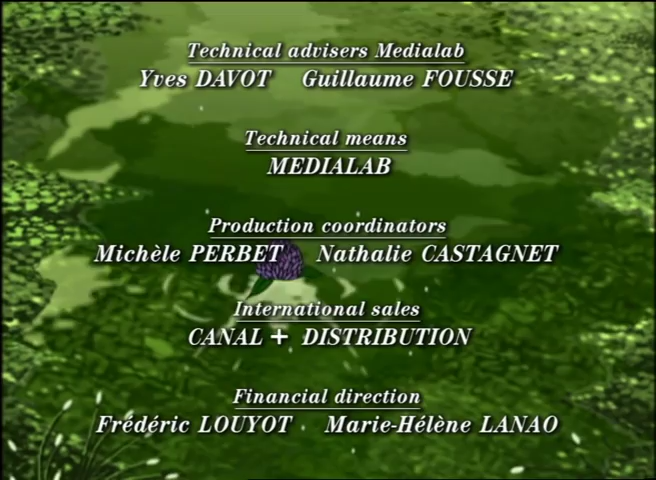 Technical advisers Medialab
Yves DAVOT Guillaume FOUSSE
Technical means
MEDIALAB
Production coordinators
Michèle PERBET Nathalie CASTAGNET
International sales
CANAL + DISTRIBUTION
Financial direction
Frédéric LOUYOT Marie-Hélène LANAO